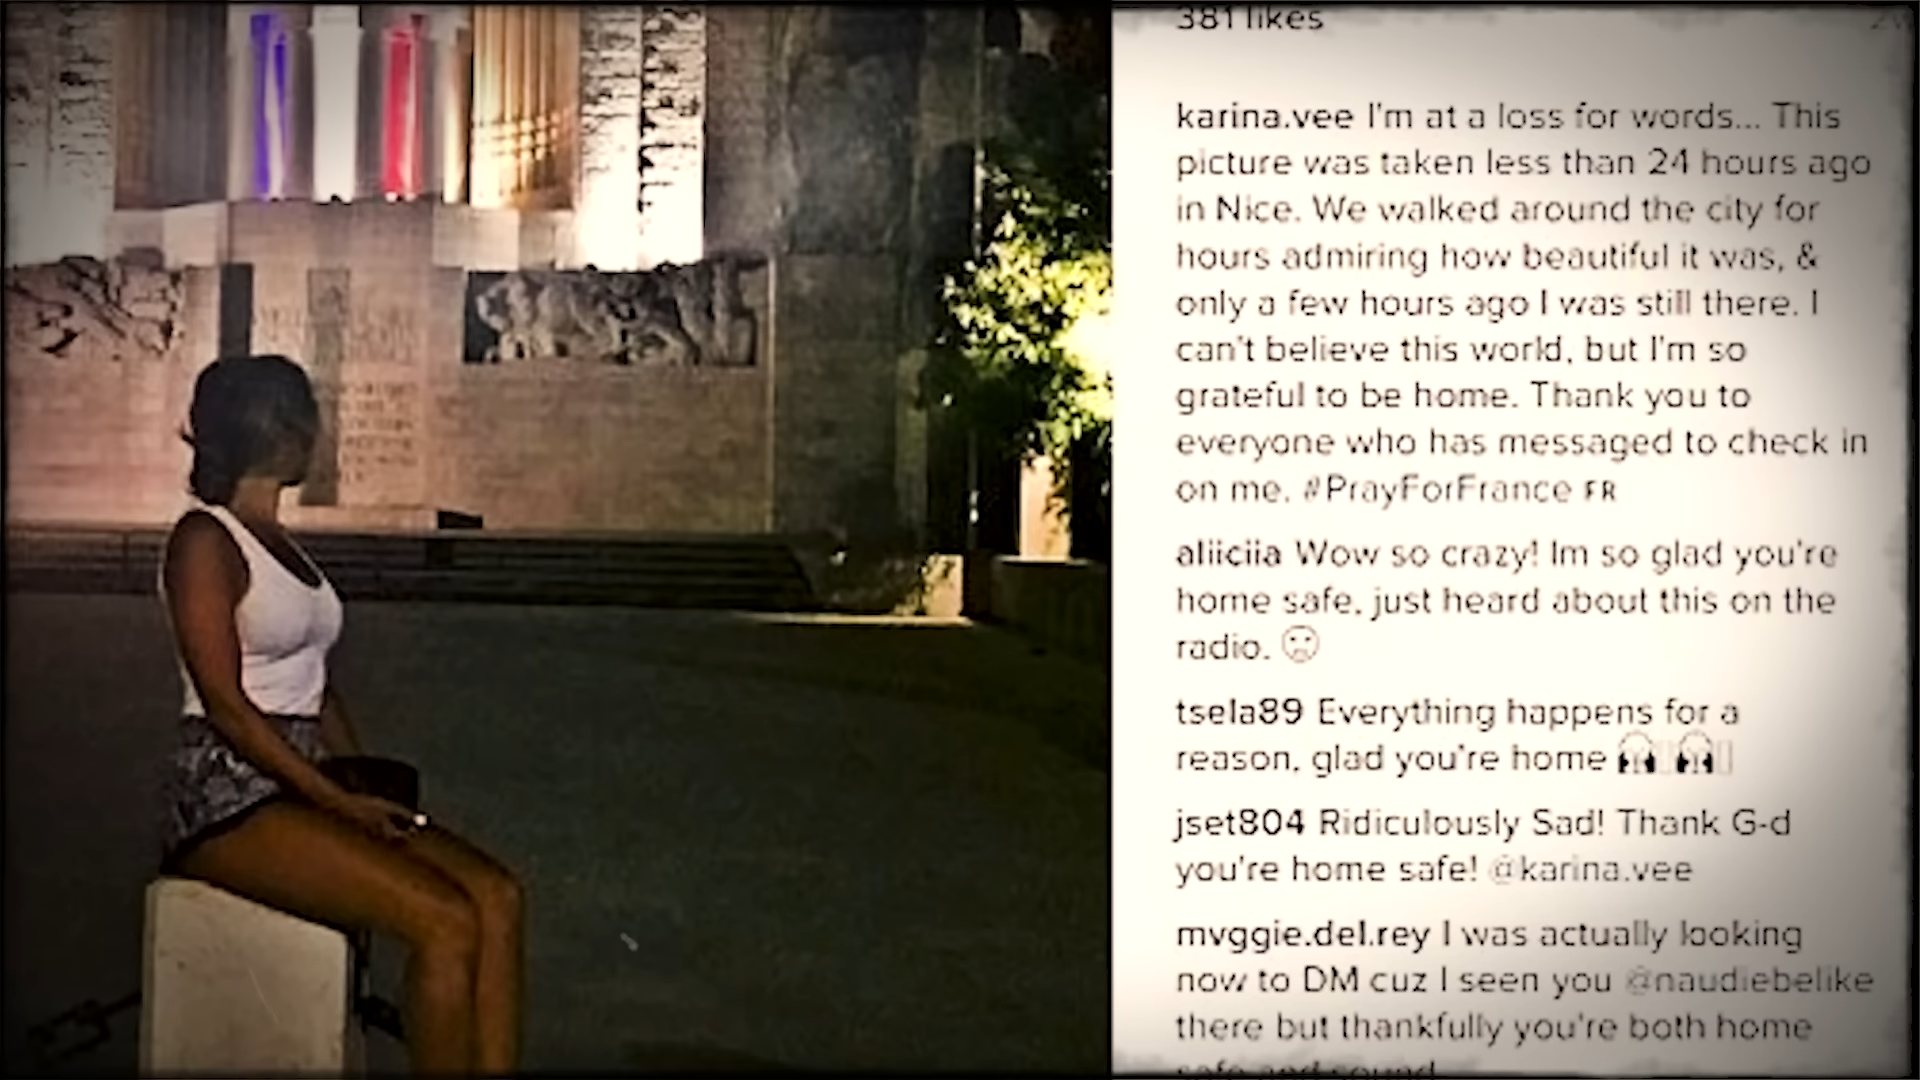 381 likes
karina.vee I'm at a loss for words... This
picture was taken less than 24 hours ago
in Nice. We walked around the city for
hours admiring how beautiful it was, &
only a few hours ago I was still there. I
can't believe this world, but I'm so
grateful to be home. Thank you to
everyone who has messaged to check in
on me. #PrayForFrance FR
aliiciia Wow so crazy! Im so glad you're
home safe, just heard about this on the
radio. ☹
tsela89 Everything happens for a
reason, glad you're home
jset804 Ridiculously Sad! Thank G-d
you're home safe! @karina.vee
mvggie.del.rey I was actually looking
now to DM cuz I seen you @naudiebelike
there but thankfully you're both home
safe and sound